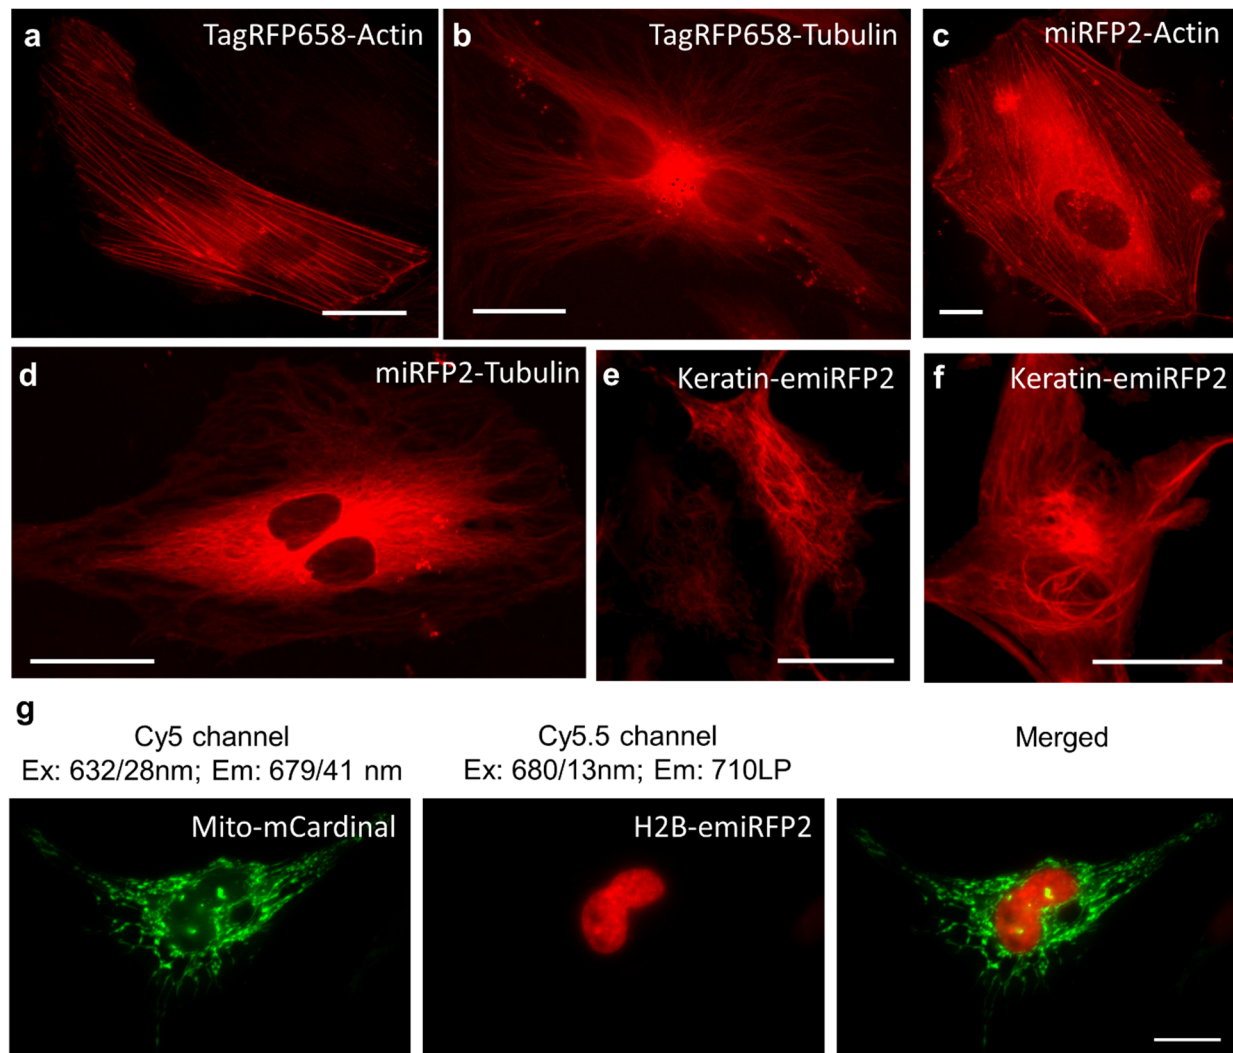 a TagRFP658-Actin
b TagRFP658-Tubulin
c miRFP2-Actin
d miRFP2-Tubulin
e Keratin-emiRFP2
f Keratin-emiRFP2
g
Cy5 channel
Ex: 632/28nm; Em: 679/41 nm
Cy5.5 channel
Ex: 680/13nm; Em: 710LP
Merged
Mito-mCardinal
H2B-emiRFP2